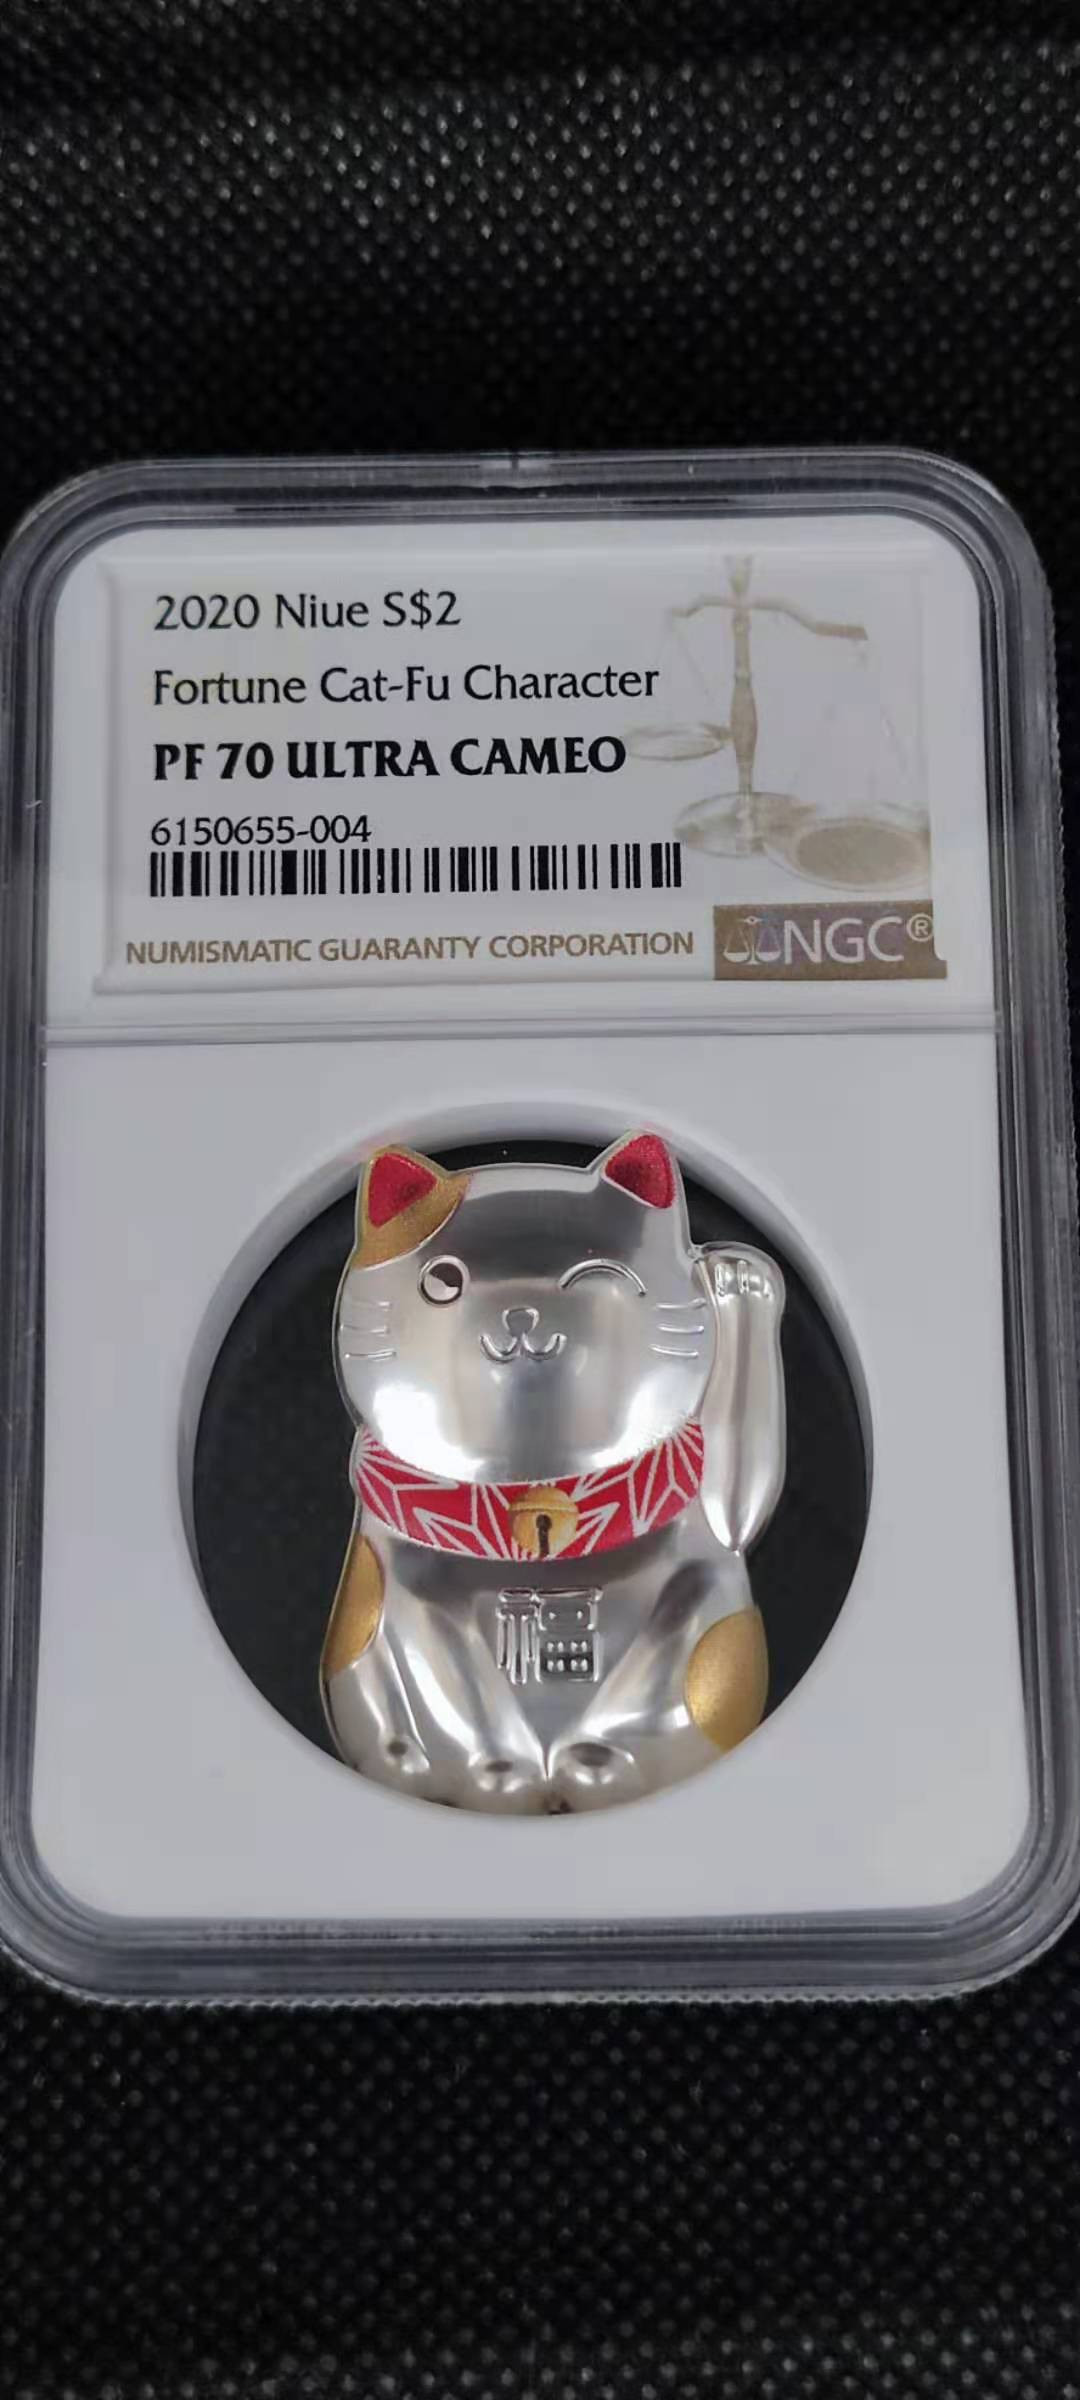 2020 Niue S$2
Fortune Cat-Fu Character
PF 70 ULTRA CAMEO
6150655-004
NUMISMATIC GUARANTY CORPORATION NGC®
福